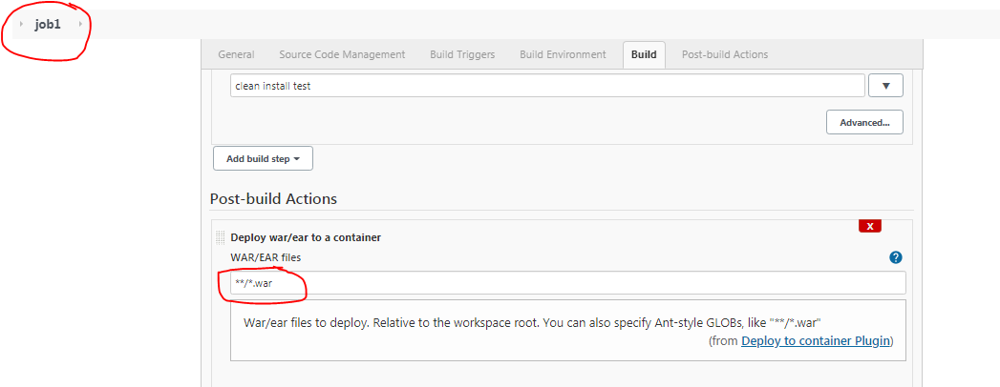 job1
General Source Code Management Build Triggers Build Environment Build Post-build Actions
clean install test
Advanced...
Add build step
Post-build Actions
X
Deploy war/ear to a container
WAR/EAR files
?
**/*.war
War/ear files to deploy. Relative to the workspace root. You can also specify Ant-style GLOBs, like "**/*.war"
(from Deploy to container Plugin)